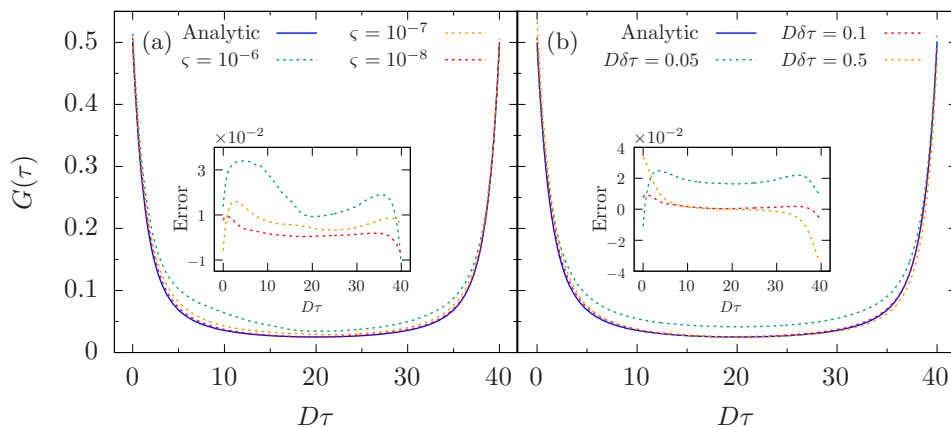 (a) Analytic ς = 10⁻⁷
ς = 10⁻⁶ ς = 10⁻⁸
(b) Analytic Dδτ = 0.1
Dδτ = 0.05 Dδτ = 0.5
G(τ)
0.5
0.4
0.3
0.2
0.1
0
0 10 20 30 40
Dτ
0 10 20 30 40
Dτ
×10⁻²
Error
3
1
−1
0 10 20 30 40
Dτ
×10⁻²
Error
4
2
0
−2
−4
0 10 20 30 40
Dτ